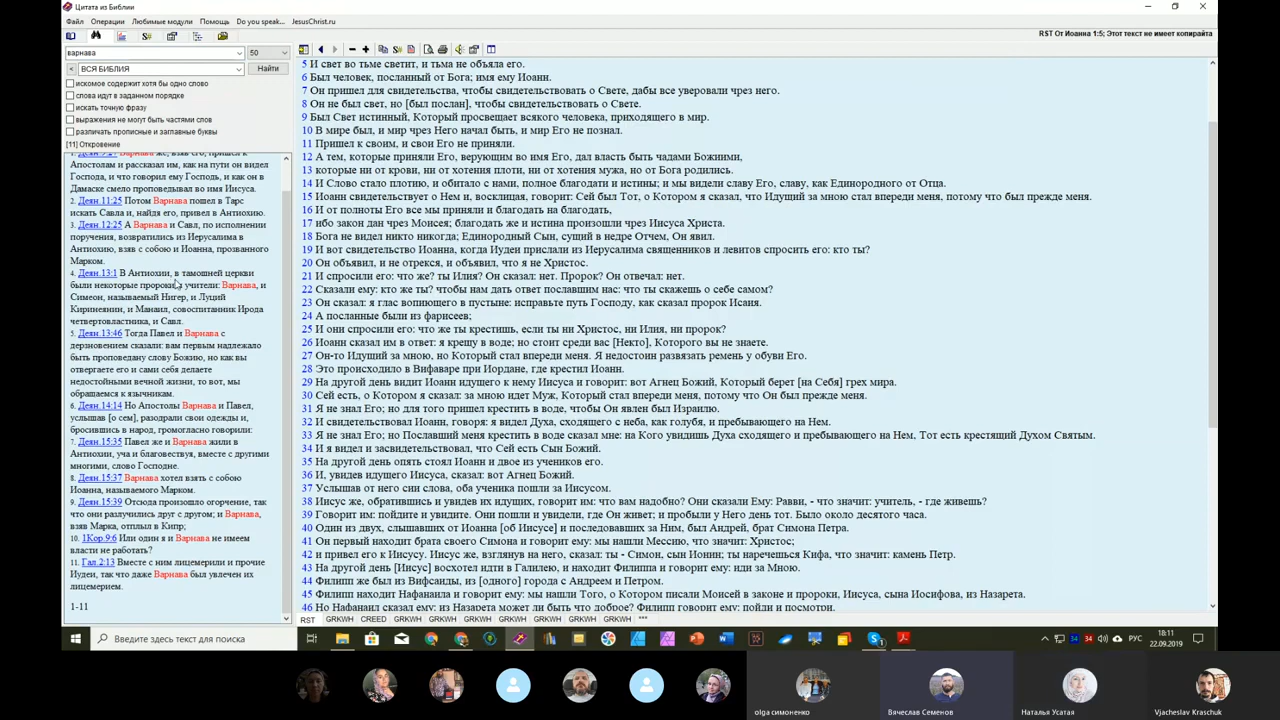 Цитата из Библии
Файл Операции Любимые модули Помощь Do you speak... JesusChrist.ru
RST От Иоанна 1:5; Этот текст не имеет копирайта
варнава 50
< ВСЯ БИБЛИЯ Найти
искомое содержит хотя бы одно слово
слова идут в заданном порядке
искать точную фразу
выражения не могут быть частями слов
различать прописные и заглавные буквы
[11] Откровение
Варнава же, взяв его, пришел к
Апостолам и рассказал им, как на пути он видел
Господа, и что говорил ему Господь, и как он в
Дамаске смело проповедывал во имя Иисуса.
2. Деян.11:25 Потом Варнава пошел в Тарс
искать Савла и, найдя его, привел в Антиохию.
3. Деян.12:25 А Варнава и Савл, по исполнении
поручения, возвратились из Иерусалима в
Антиохию, взяв с собою и Иоанна, прозванного
Марком.
4. Деян.13:1 В Антиохии, в тамошней церкви
были некоторые пророки и учители: Варнава, и
Симеон, называемый Нигер, и Луций
Киринеянин, и Манаил, совоспитанник Ирода
четвертовластника, и Савл.
5. Деян.13:46 Тогда Павел и Варнава с
дерзновением сказали: вам первым надлежало
быть проповедану слову Божию, но как вы
отвергаете его и сами себя делаете
недостойными вечной жизни, то вот, мы
обращаемся к язычникам.
6. Деян.14:14 Но Апостолы Варнава и Павел,
услышав [о сем], разодрали свои одежды и,
бросившись в народ, громогласно говорили:
7. Деян.15:35 Павел же и Варнава жили в
Антиохии, уча и благовествуя, вместе с другими
многими, слово Господне.
8. Деян.15:37 Варнава хотел взять с собою
Иоанна, называемого Марком.
9. Деян.15:39 Отсюда произошло огорчение, так
что они разлучились друг с другом; и Варнава,
взяв Марка, отплыл в Кипр;
10. 1Кор.9:6 Или один я и Варнава не имеем
власти не работать?
11. Гал.2:13 Вместе с ним лицемерили и прочие
Иудеи, так что даже Варнава был увлечен их
лицемерием.
1-11
5 И свет во тьме светит, и тьма не объяла его.
6 Был человек, посланный от Бога; имя ему Иоанн.
7 Он пришел для свидетельства, чтобы свидетельствовать о Свете, дабы все уверовали чрез него.
8 Он не был свет, но [был послан], чтобы свидетельствовать о Свете.
9 Был Свет истинный, Который просвещает всякого человека, приходящего в мир.
10 В мире был, и мир чрез Него начал быть, и мир Его не познал.
11 Пришел к своим, и свои Его не приняли.
12 А тем, которые приняли Его, верующим во имя Его, дал власть быть чадами Божиими,
13 которые ни от крови, ни от хотения плоти, ни от хотения мужа, но от Бога родились.
14 И Слово стало плотию, и обитало с нами, полное благодати и истины; и мы видели славу Его, славу, как Единородного от Отца.
15 Иоанн свидетельствует о Нем и, восклицая, говорит: Сей был Тот, о Котором я сказал, что Идущий за мною стал впереди меня, потому что был прежде меня.
16 И от полноты Его все мы приняли и благодать на благодать,
17 ибо закон дан чрез Моисея; благодать же и истина произошли чрез Иисуса Христа.
18 Бога не видел никто никогда; Единородный Сын, сущий в недре Отчем, Он явил.
19 И вот свидетельство Иоанна, когда Иудеи прислали из Иерусалима священников и левитов спросить его: кто ты?
20 Он объявил, и не отрекся, и объявил, что я не Христос.
21 И спросили его: что же? ты Илия? Он сказал: нет. Пророк? Он отвечал: нет.
22 Сказали ему: кто же ты? чтобы нам дать ответ пославшим нас: что ты скажешь о себе самом?
23 Он сказал: я глас вопиющего в пустыне: исправьте путь Господу, как сказал пророк Исаия.
24 А посланные были из фарисеев;
25 И они спросили его: что же ты крестишь, если ты ни Христос, ни Илия, ни пророк?
26 Иоанн сказал им в ответ: я крещу в воде; но стоит среди вас [Некто], Которого вы не знаете.
27 Он-то Идущий за мною, но Который стал впереди меня. Я недостоин развязать ремень у обуви Его.
28 Это происходило в Вифаваре при Иордане, где крестил Иоанн.
29 На другой день видит Иоанн идущего к нему Иисуса и говорит: вот Агнец Божий, Который берет [на Себя] грех мира.
30 Сей есть, о Котором я сказал: за мною идет Муж, Который стал впереди меня, потому что Он был прежде меня.
31 Я не знал Его; но для того пришел крестить в воде, чтобы Он явлен был Израилю.
32 И свидетельствовал Иоанн, говоря: я видел Духа, сходящего с неба, как голубя, и пребывающего на Нем.
33 Я не знал Его; но Пославший меня крестить в воде сказал мне: на Кого увидишь Духа сходящего и пребывающего на Нем, Тот есть крестящий Духом Святым.
34 И я видел и засвидетельствовал, что Сей есть Сын Божий.
35 На другой день опять стоял Иоанн и двое из учеников его.
36 И, увидев идущего Иисуса, сказал: вот Агнец Божий.
37 Услышав от него сии слова, оба ученика пошли за Иисусом.
38 Иисус же, обратившись и увидев их идущих, говорит им: что вам надобно? Они сказали Ему: Равви, - что значит: учитель, - где живешь?
39 Говорит им: пойдите и увидите. Они пошли и увидели, где Он живет; и пробыли у Него день тот. Было около десятого часа.
40 Один из двух, слышавших от Иоанна [об Иисусе] и последовавших за Ним, был Андрей, брат Симона Петра.
41 Он первый находит брата своего Симона и говорит ему: мы нашли Мессию, что значит: Христос;
42 и привел его к Иисусу. Иисус же, взглянув на него, сказал: ты - Симон, сын Ионин; ты наречешься Кифа, что значит: камень Петр.
43 На другой день [Иисус] восхотел идти в Галилею, и находит Филиппа и говорит ему: иди за Мною.
44 Филипп же был из Вифсаиды, из [одного] города с Андреем и Петром.
45 Филипп находит Нафанаила и говорит ему: мы нашли Того, о Котором писали Моисей в законе и пророки, Иисуса, сына Иосифова, из Назарета.
46 Но Нафанаил сказал ему: из Назарета может ли быть что доброе? Филипп говорит ему: пойди и посмотри.
RST GRKWH CREED GRKWH GRKWH GRKWH GRKWH GRKWH GRKWH ***
Введите здесь текст для поиска
34 34 РУС 18:11
22.09.2019
olga симоненко Вячеслав Семенов Наталья Усатая Vjacheslav Kraschuk